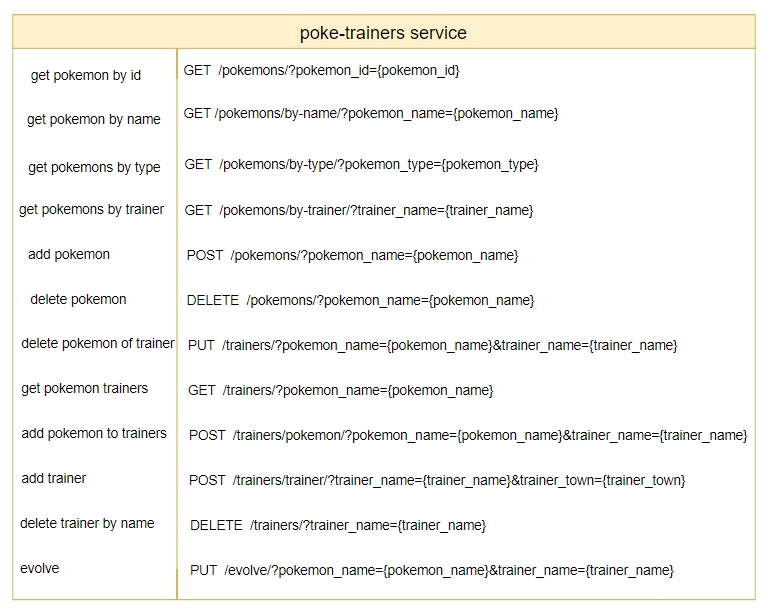 poke-trainers service
get pokemon by id GET /pokemons/?pokemon_id={pokemon_id}
get pokemon by name GET /pokemons/by-name/?pokemon_name={pokemon_name}
get pokemons by type GET /pokemons/by-type/?pokemon_type={pokemon_type}
get pokemons by trainer GET /pokemons/by-trainer/?trainer_name={trainer_name}
add pokemon POST /pokemons/?pokemon_name={pokemon_name}
delete pokemon DELETE /pokemons/?pokemon_name={pokemon_name}
delete pokemon of trainer PUT /trainers/?pokemon_name={pokemon_name}&trainer_name={trainer_name}
get pokemon trainers GET /trainers/?pokemon_name={pokemon_name}
add pokemon to trainers POST /trainers/pokemon/?pokemon_name={pokemon_name}&trainer_name={trainer_name}
add trainer POST /trainers/trainer/?trainer_name={trainer_name}&trainer_town={trainer_town}
delete trainer by name DELETE /trainers/?trainer_name={trainer_name}
evolve PUT /evolve/?pokemon_name={pokemon_name}&trainer_name={trainer_name}